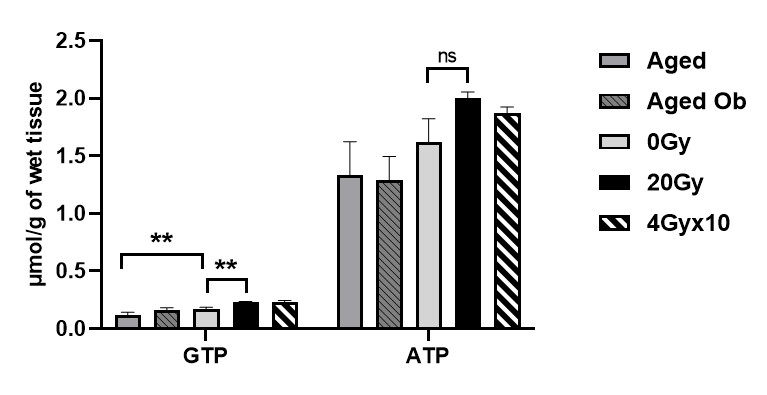 μmol/g of wet tissue
2.5
2.0
1.5
1.0
0.5
0.0
**
**
ns
GTP
ATP
Aged
Aged Ob
0Gy
20Gy
4Gyx10